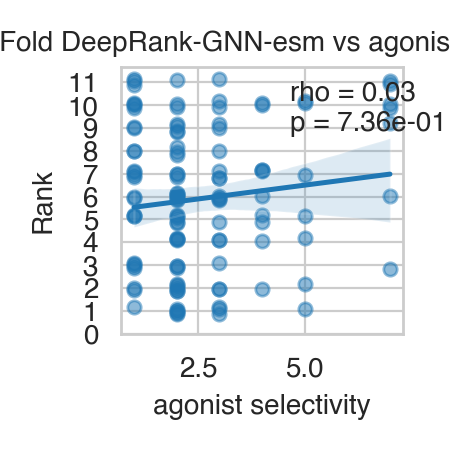 Fold DeepRank-GNN-esm vs agonis
rho = 0.03
p = 7.36e-01
11
10
9
8
7
6
5
4
3
2
1
0
Rank
2.5 5.0
agonist selectivity